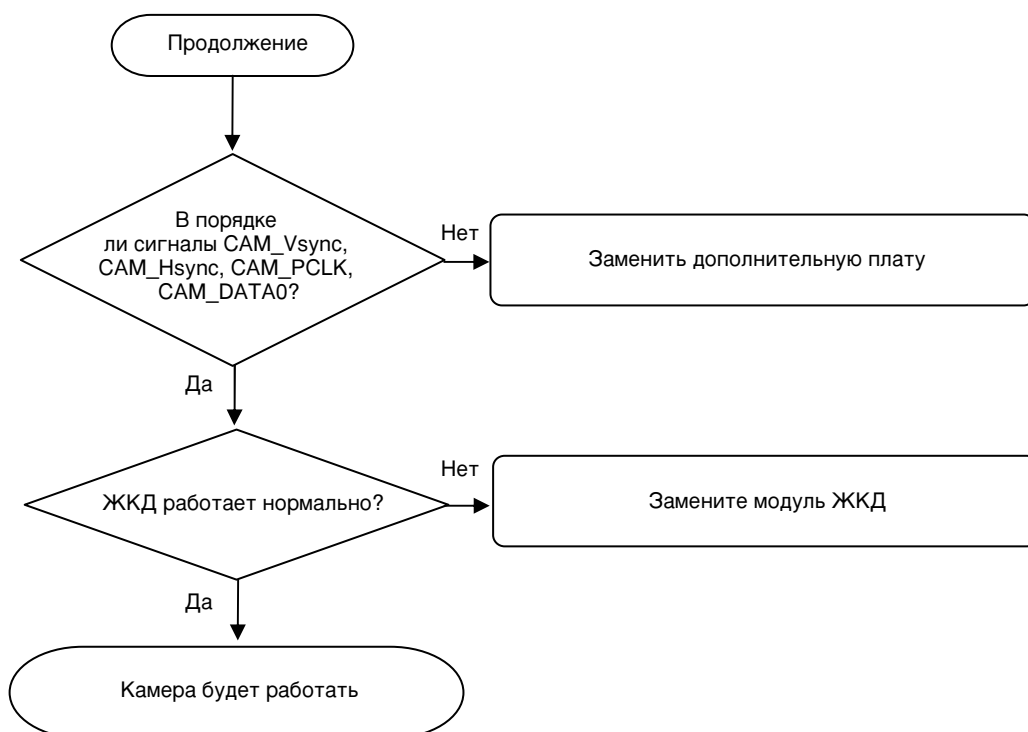 Продолжение
В порядке
ли сигналы CAM_Vsync,
CAM_Hsync, CAM_PCLK,
CAM_DATA0?
Нет
Заменить дополнительную плату
Да
ЖКД работает нормально?
Нет
Замените модуль ЖКД
Да
Камера будет работать